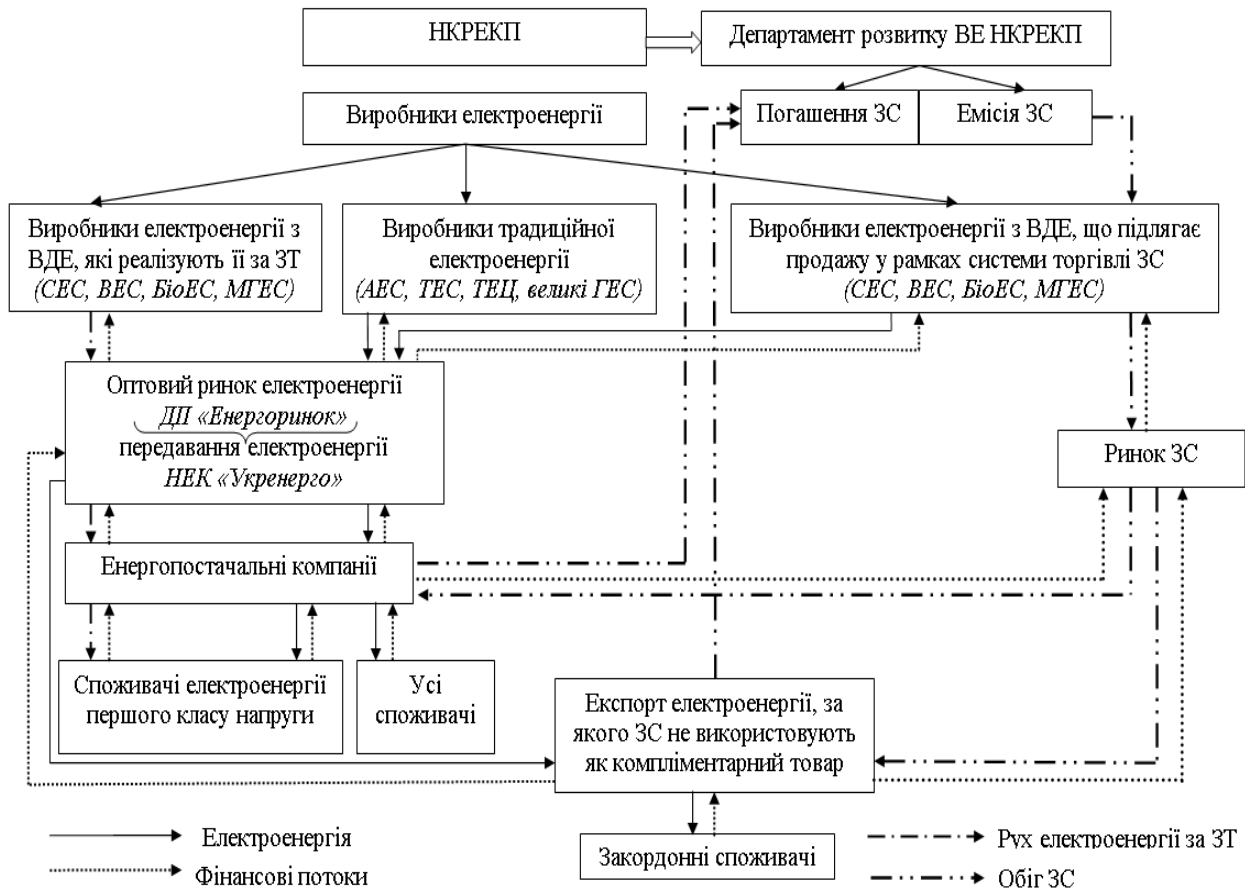 НКРЕКП
Департамент розвитку ВЕ НКРЕКП
Виробники електроенергії
Погашення ЗС
Емісія ЗС
Виробники електроенергії з
ВДЕ, які реалізують її за ЗТ
(СЕС, ВЕС, БіоЕС, МГЕС)
Виробники традиційної
електроенергії
(АЕС, ТЕС, ТЕЦ, великі ГЕС)
Виробники електроенергії з ВДЕ, що підлягає
продажу у рамках системи торгівлі ЗС
(СЕС, ВЕС, БіоЕС, МГЕС)
Оптовий ринок електроенергії
ДП «Енергоринок»
передавання електроенергії
НЕК «Укренерго»
Ринок ЗС
Енергопостачальні компанії
Споживачі електроенергії
першого класу напруги
Усі
споживачі
Експорт електроенергії, за
якого ЗС не використовують
як компліментарний товар
Закордонні споживачі
Електроенергія
Фінансові потоки
Рух електроенергії за ЗТ
Обіг ЗС